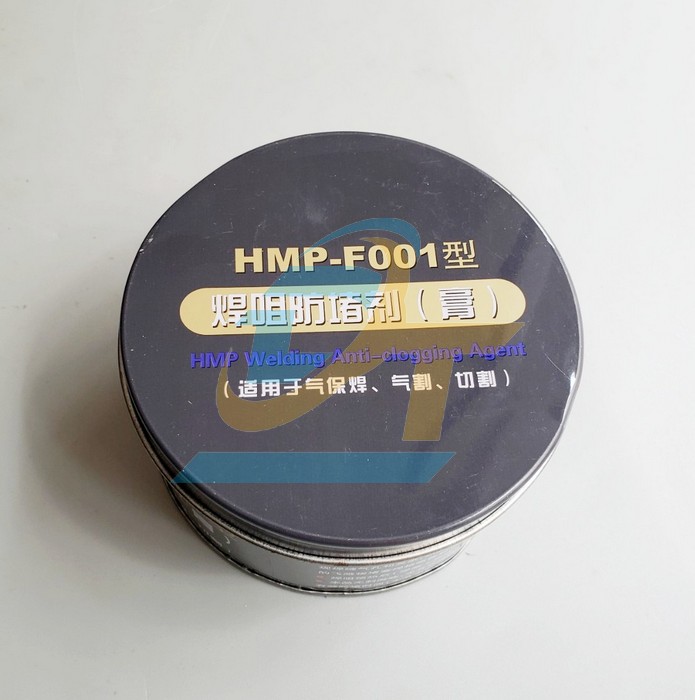 HMP-F001型
焊咀防堵剂（膏）
HMP Welding Anti-clogging Agent
（适用于气保焊、气割、切割）